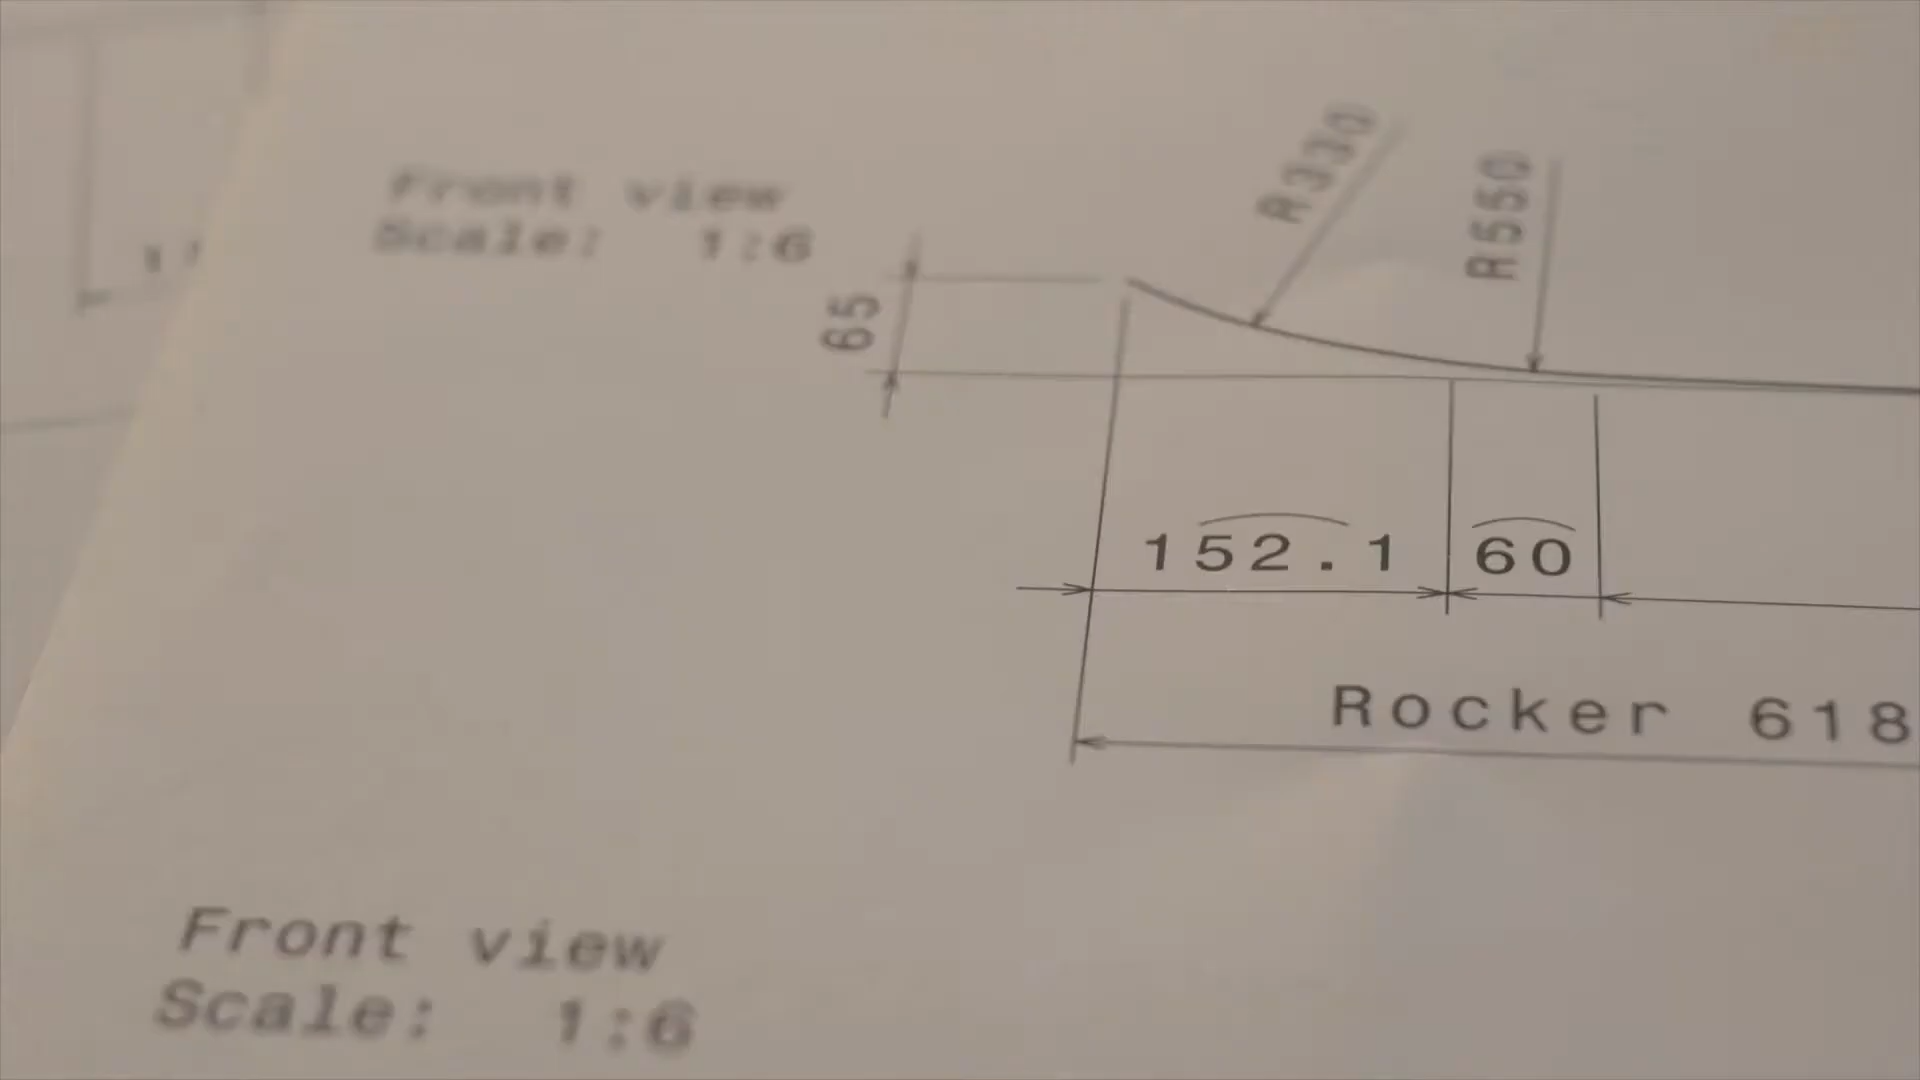 Front view
Scale: 1:6
R330
R550
65
152.1
60
Rocker 618
Front view
Scale: 1:6